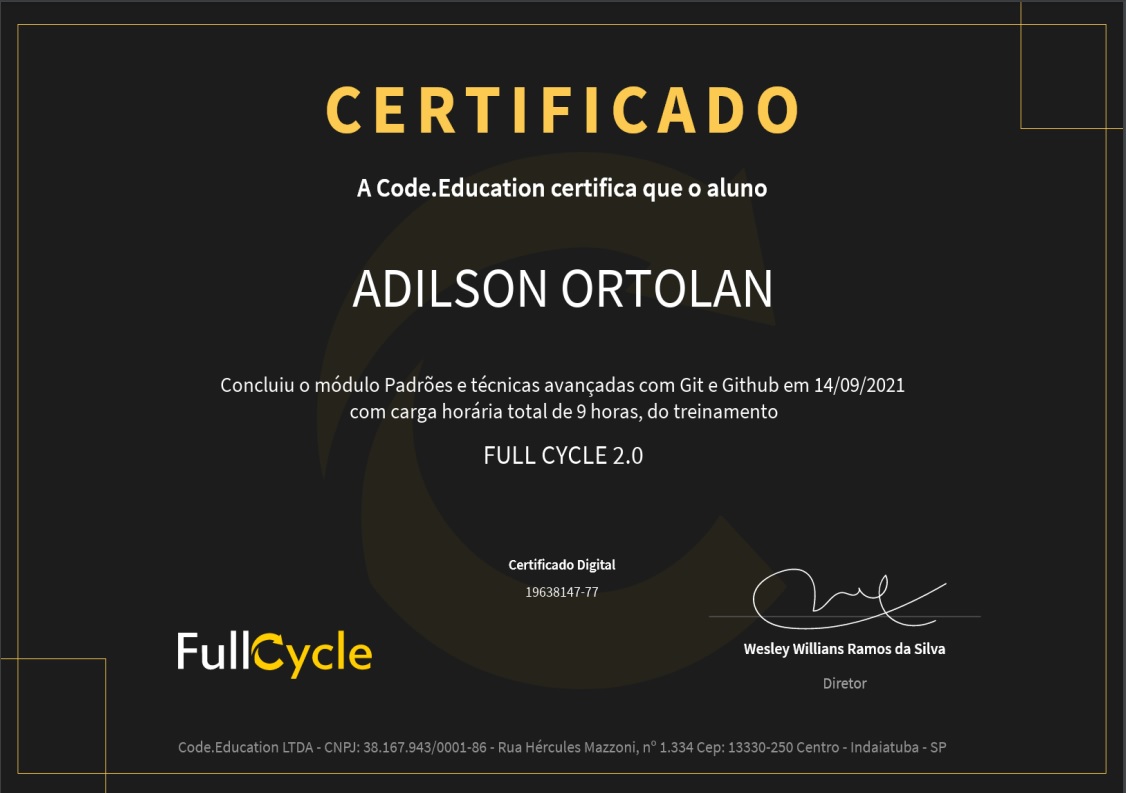 CERTIFICADO
A Code.Education certifica que o aluno
ADILSON ORTOLAN
Concluiu o módulo Padrões e técnicas avançadas com Git e Github em 14/09/2021
com carga horária total de 9 horas, do treinamento
FULL CYCLE 2.0
Certificado Digital
19638147-77
FullCycle
Wesley Willians Ramos da Silva
Diretor
Code.Education LTDA - CNPJ: 38.167.943/0001-86 - Rua Hércules Mazzoni, nº 1.334 Cep: 13330-250 Centro - Indaiatuba - SP